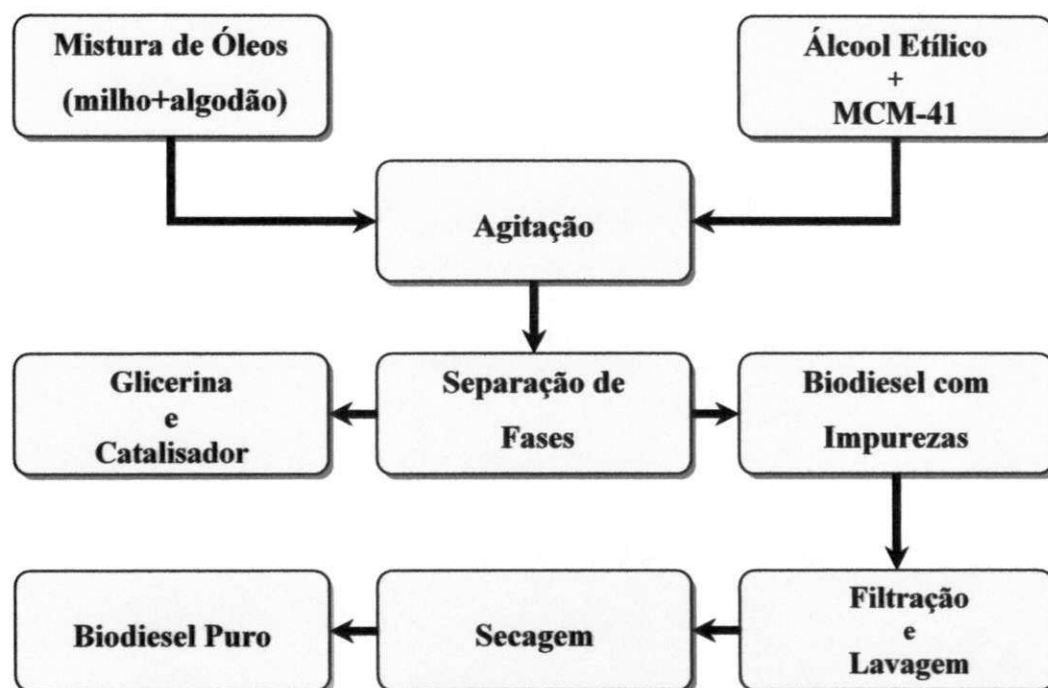 Mistura de Óleos
(milho+algodão)
Álcool Etílico
+
MCM-41
Agitação
Glicerina
e
Catalisador
Separação de
Fases
Biodiesel com
Impurezas
Biodiesel Puro
Secagem
Filtração
e
Lavagem